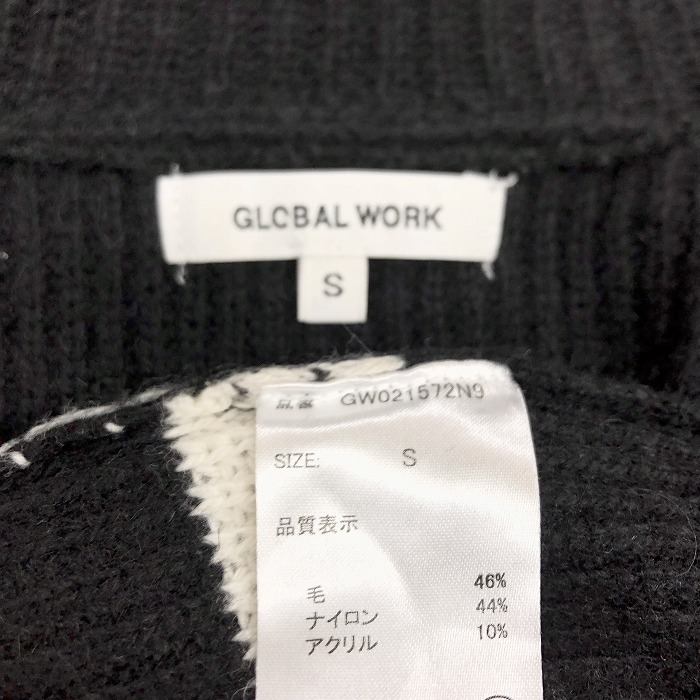 GLOBAL WORK
S
品番 GW021572N9
SIZE: S
品質表示
毛 46%
ナイロン 44%
アクリル 10%